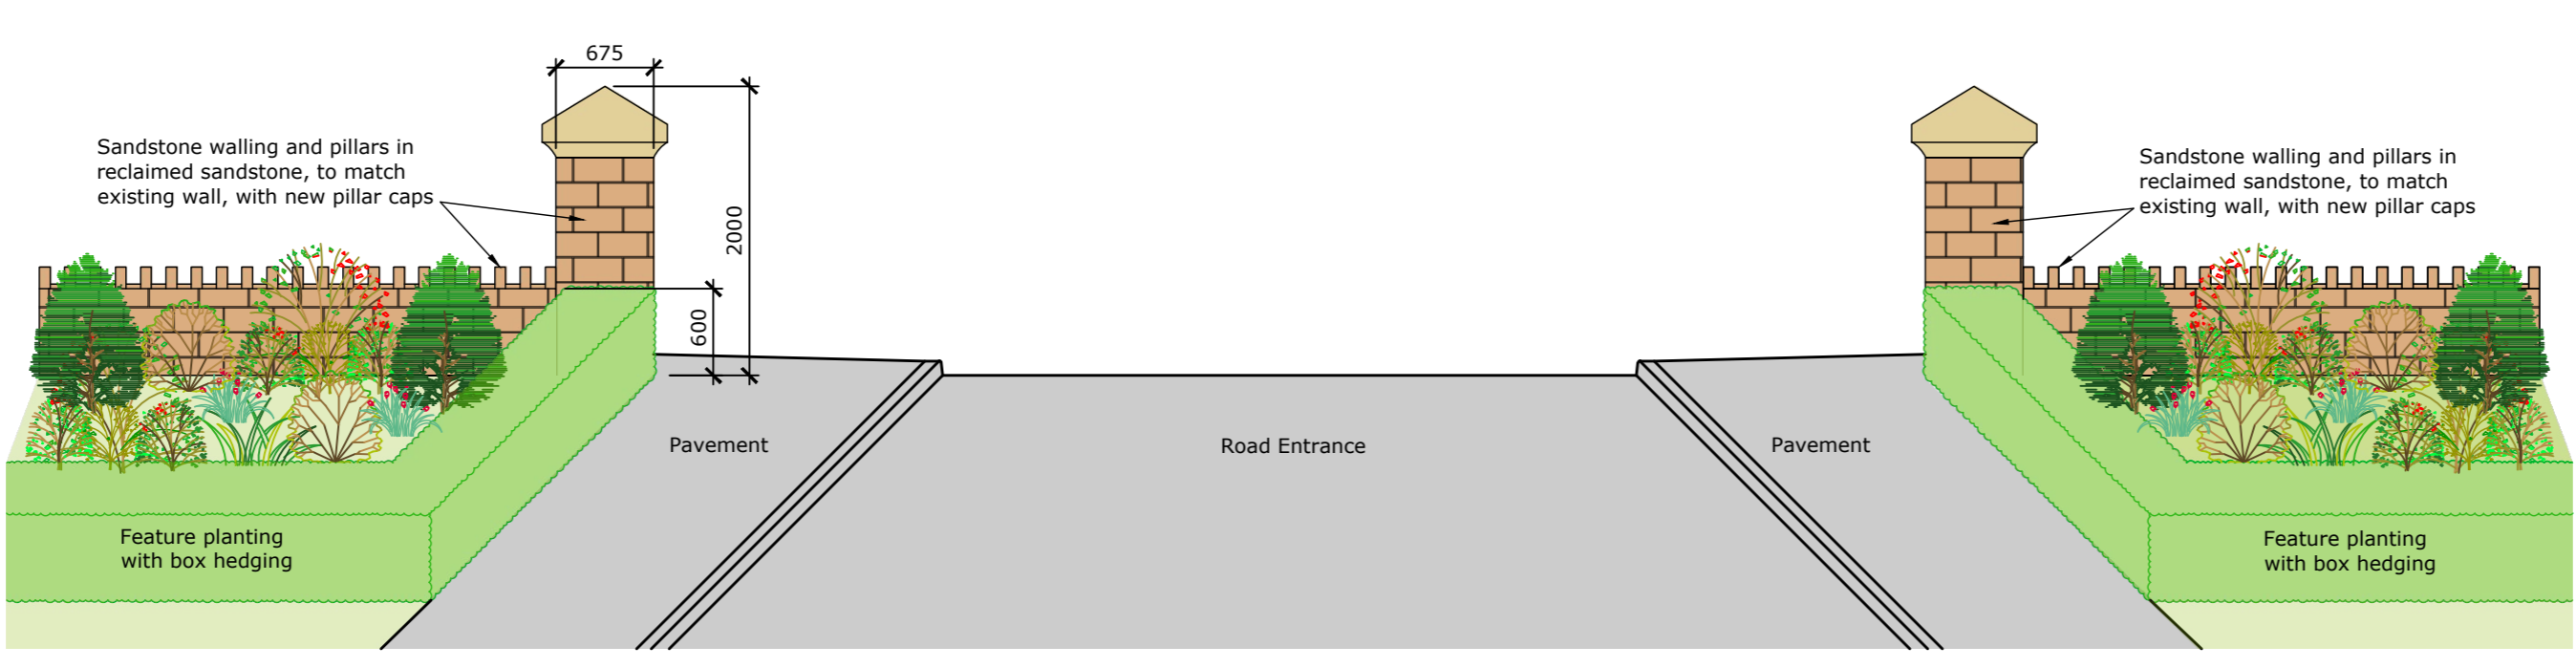 675
Sandstone walling and pillars in
reclaimed sandstone, to match
existing wall, with new pillar caps
2000
600
Sandstone walling and pillars in
reclaimed sandstone, to match
existing wall, with new pillar caps
Pavement
Road Entrance
Pavement
Feature planting
with box hedging
Feature planting
with box hedging